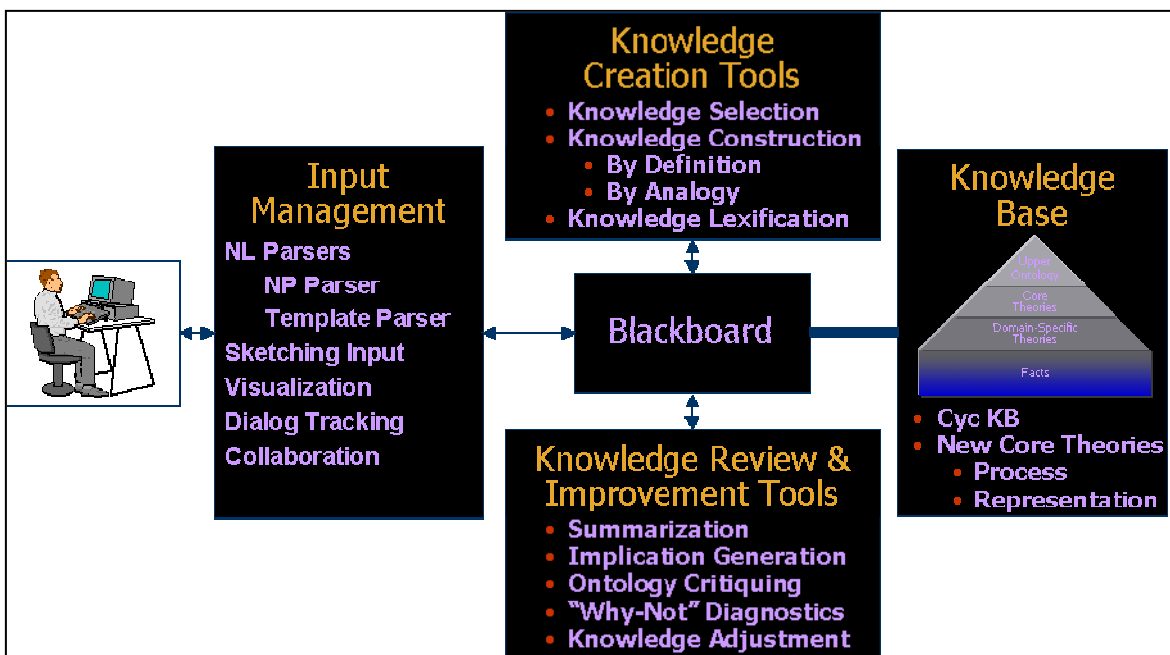 Knowledge
Creation Tools
• Knowledge Selection
• Knowledge Construction
• By Definition
• By Analogy
• Knowledge Lexification
Input
Management
NL Parsers
NP Parser
Template Parser
Sketching Input
Visualization
Dialog Tracking
Collaboration
Blackboard
Knowledge
Base
Upper
Ontology
Core
Theories
Domain-Specific
Theories
Facts
• Cyc KB
• New Core Theories
• Process
• Representation
Knowledge Review &
Improvement Tools
• Summarization
• Implication Generation
• Ontology Critiquing
• "Why-Not" Diagnostics
• Knowledge Adjustment